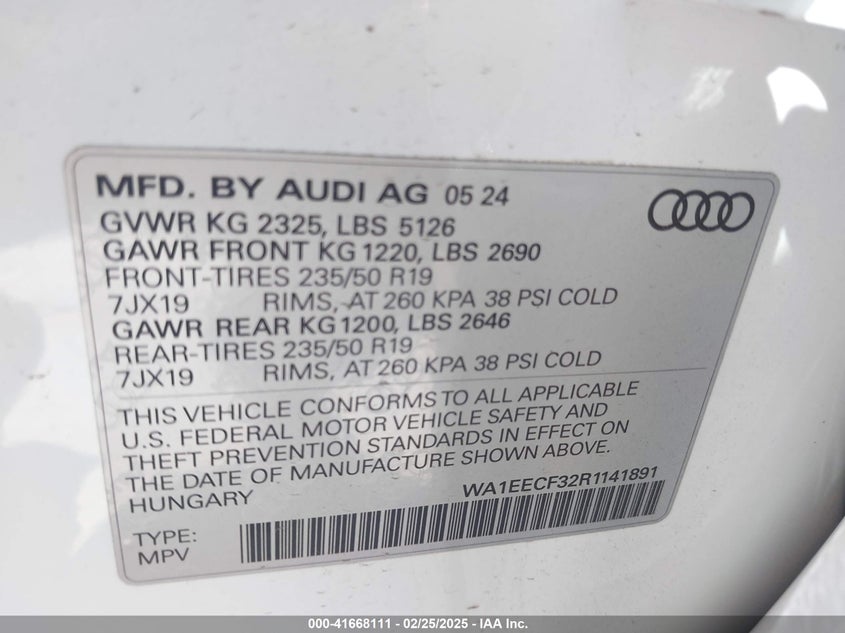 MFD. BY AUDI AG 05 24
GVWR KG 2325, LBS 5126
GAWR FRONT KG 1220, LBS 2690
FRONT-TIRES 235/50 R19
7JX19 RIMS, AT 260 KPA 38 PSI COLD
GAWR REAR KG 1200, LBS 2646
REAR-TIRES 235/50 R19
7JX19 RIMS, AT 260 KPA 38 PSI COLD
THIS VEHICLE CONFORMS TO ALL APPLICABLE
U.S. FEDERAL MOTOR VEHICLE SAFETY AND
THEFT PREVENTION STANDARDS IN EFFECT ON
THE DATE OF MANUFACTURE SHOWN ABOVE.
HUNGARY WA1EECF32R1141891
TYPE:
MPV
000-41668111 - 02/25/2025 - IAA Inc.